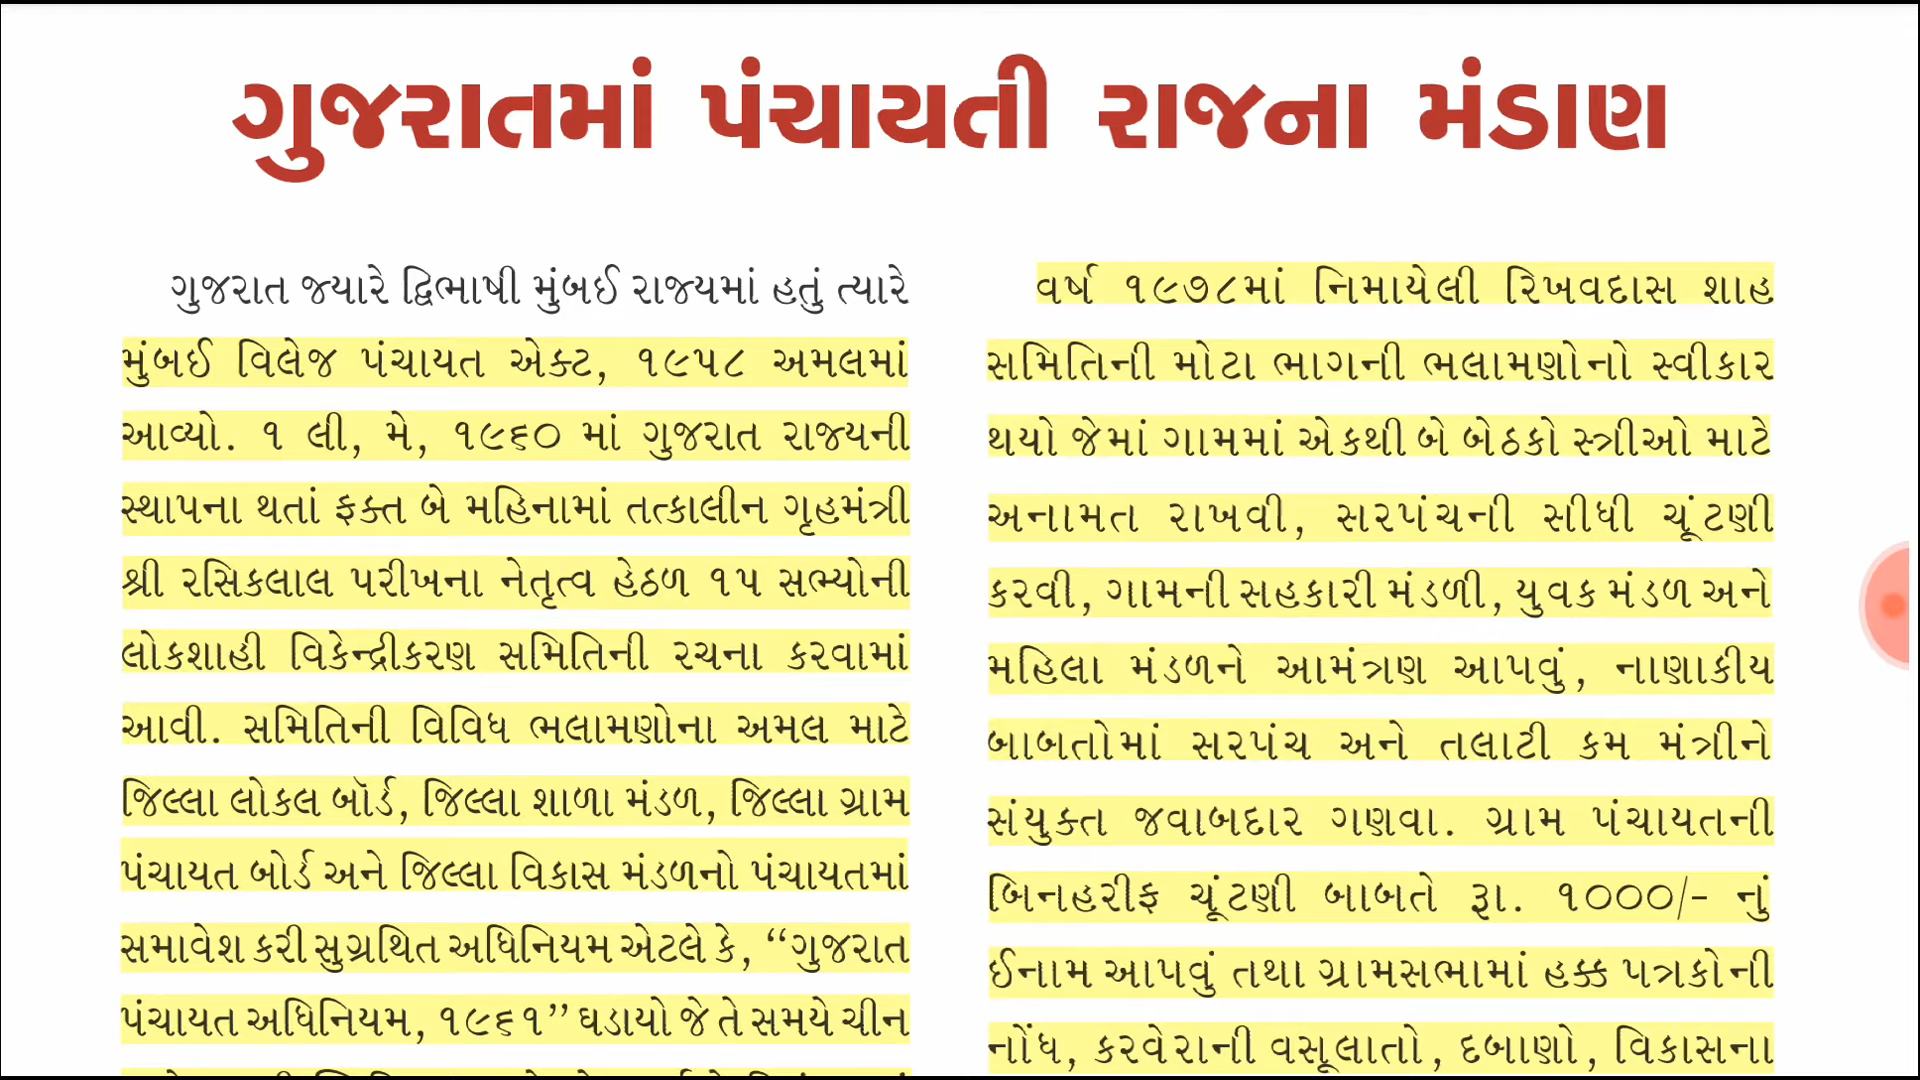 ગુજરાતમાં પંચાયતી રાજના મંડાણ
ગુજરાત જ્યારે દ્વિભાષી મુંબઈ રાજ્યમાં હતું ત્યારે
મુંબઈ વિલેજ પંચાયત એક્ટ, ૧૯૫૮ અમલમાં
આવ્યો. ૧ લી, મે, ૧૯૬૦ માં ગુજરાત રાજ્યની
સ્થાપના થતાં ફક્ત બે મહિનામાં તત્કાલીન ગૃહમંત્રી
શ્રી રસિકલાલ પરીખના નેતૃત્વ હેઠળ ૧૫ સભ્યોની
લોકશાહી વિકેન્દ્રીકરણ સમિતિની રચના કરવામાં
આવી. સમિતિની વિવિધ ભલામણોના અમલ માટે
જિલ્લા લોકલ બૉર્ડ, જિલ્લા શાળા મંડળ, જિલ્લા ગ્રામ
પંચાયત બોર્ડ અને જિલ્લા વિકાસ મંડળનો પંચાયતમાં
સમાવેશ કરી સુગ્રથિત અધિનિયમ એટલે કે, “ગુજરાત
પંચાયત અધિનિયમ, ૧૯૬૧” ઘડાયો જે તે સમયે ચીન
વર્ષ ૧૯૭૮માં નિમાયેલી રિખવદાસ શાહ
સમિતિની મોટા ભાગની ભલામણોનો સ્વીકાર
થયો જેમાં ગામમાં એકથી બે બેઠકો સ્ત્રીઓ માટે
અનામત રાખવી, સરપંચની સીધી ચૂંટણી
કરવી, ગામની સહકારી મંડળી, યુવક મંડળ અને
મહિલા મંડળને આમંત્રણ આપવું, નાણાકીય
બાબતોમાં સરપંચ અને તલાટી કમ મંત્રીને
સંયુક્ત જવાબદાર ગણવા. ગ્રામ પંચાયતની
બિનહરીફ ચૂંટણી બાબતે રૂા. ૧૦૦૦/- નું
ઈનામ આપવું તથા ગ્રામસભામાં હક્ક પત્રકોની
નોંધ, કરવેરાની વસૂલાતો, દબાણો, વિકાસના